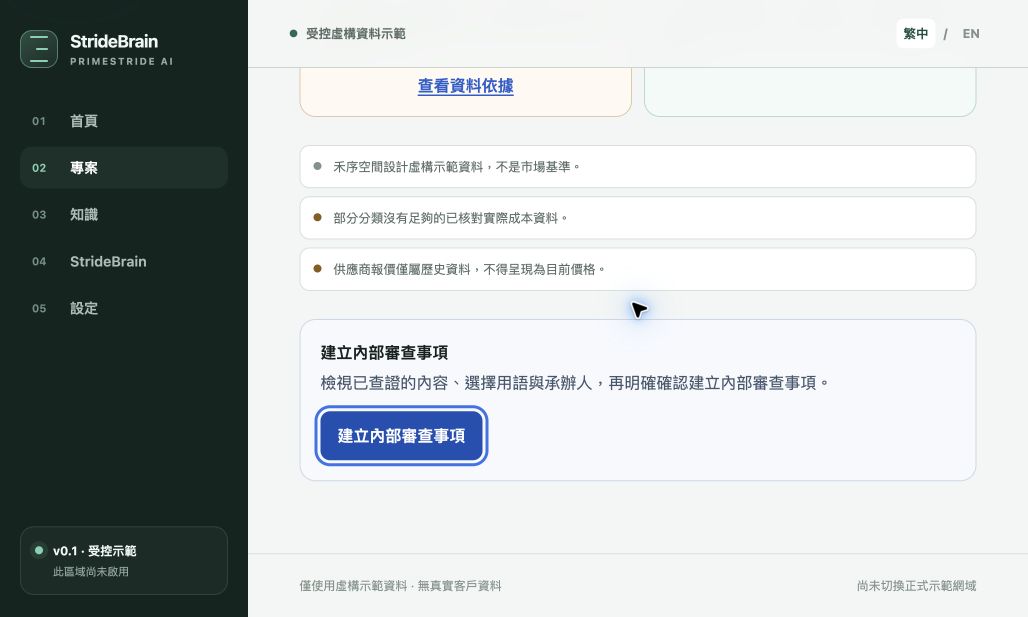 StrideBrain
PRIMESTRIDE AI
01 首頁
02 專案
03 知識
04 StrideBrain
05 設定
v0.1 · 受控示範
此區域尚未啟用
受控虛構資料示範
繁中 / EN
查看資料依據
禾序空間設計虛構示範資料，不是市場基準。
部分分類沒有足夠的已核對實際成本資料。
供應商報價僅屬歷史資料，不得呈現為目前價格。
建立內部審查事項
檢視已查證的內容、選擇用語與承辦人，再明確確認建立內部審查事項。
建立內部審查事項
僅使用虛構示範資料 · 無真實客戶資料
尚未切換正式示範網域